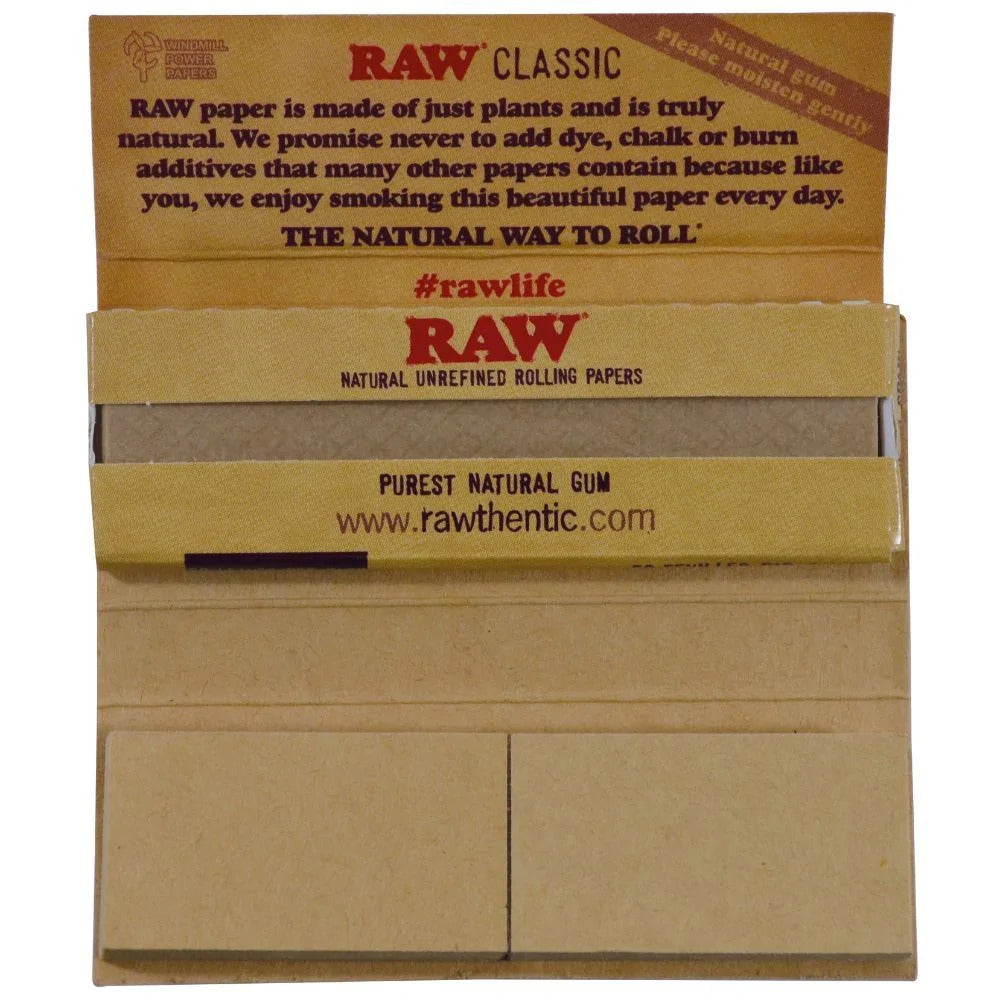 WINDMILL
POWER
PAPERS
RAW® CLASSIC
Natural gum
Please moisten gently
RAW paper is made of just plants and is truly
natural. We promise never to add dye, chalk or burn
additives that many other papers contain because like
you, we enjoy smoking this beautiful paper every day.
THE NATURAL WAY TO ROLL®
#rawlife
RAW®
NATURAL UNREFINED ROLLING PAPERS
PUREST NATURAL GUM
www.rawthentic.com